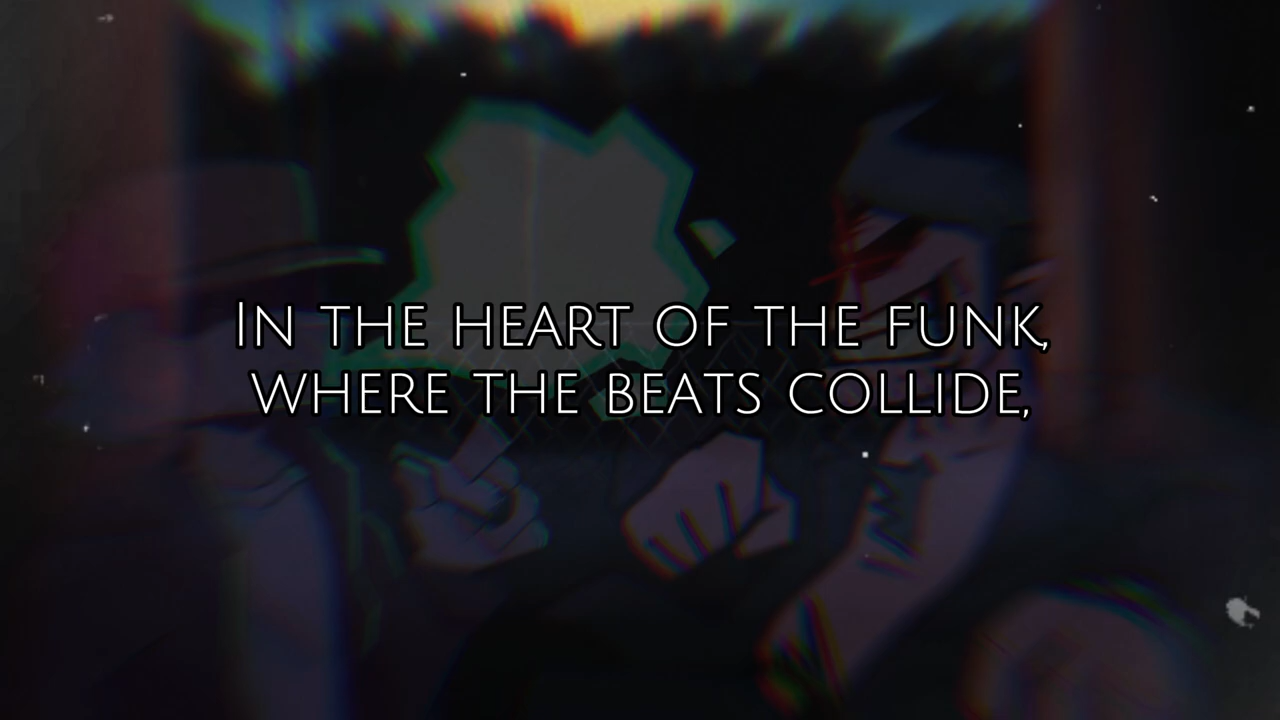 In the heart of the funk,
where the beats collide,